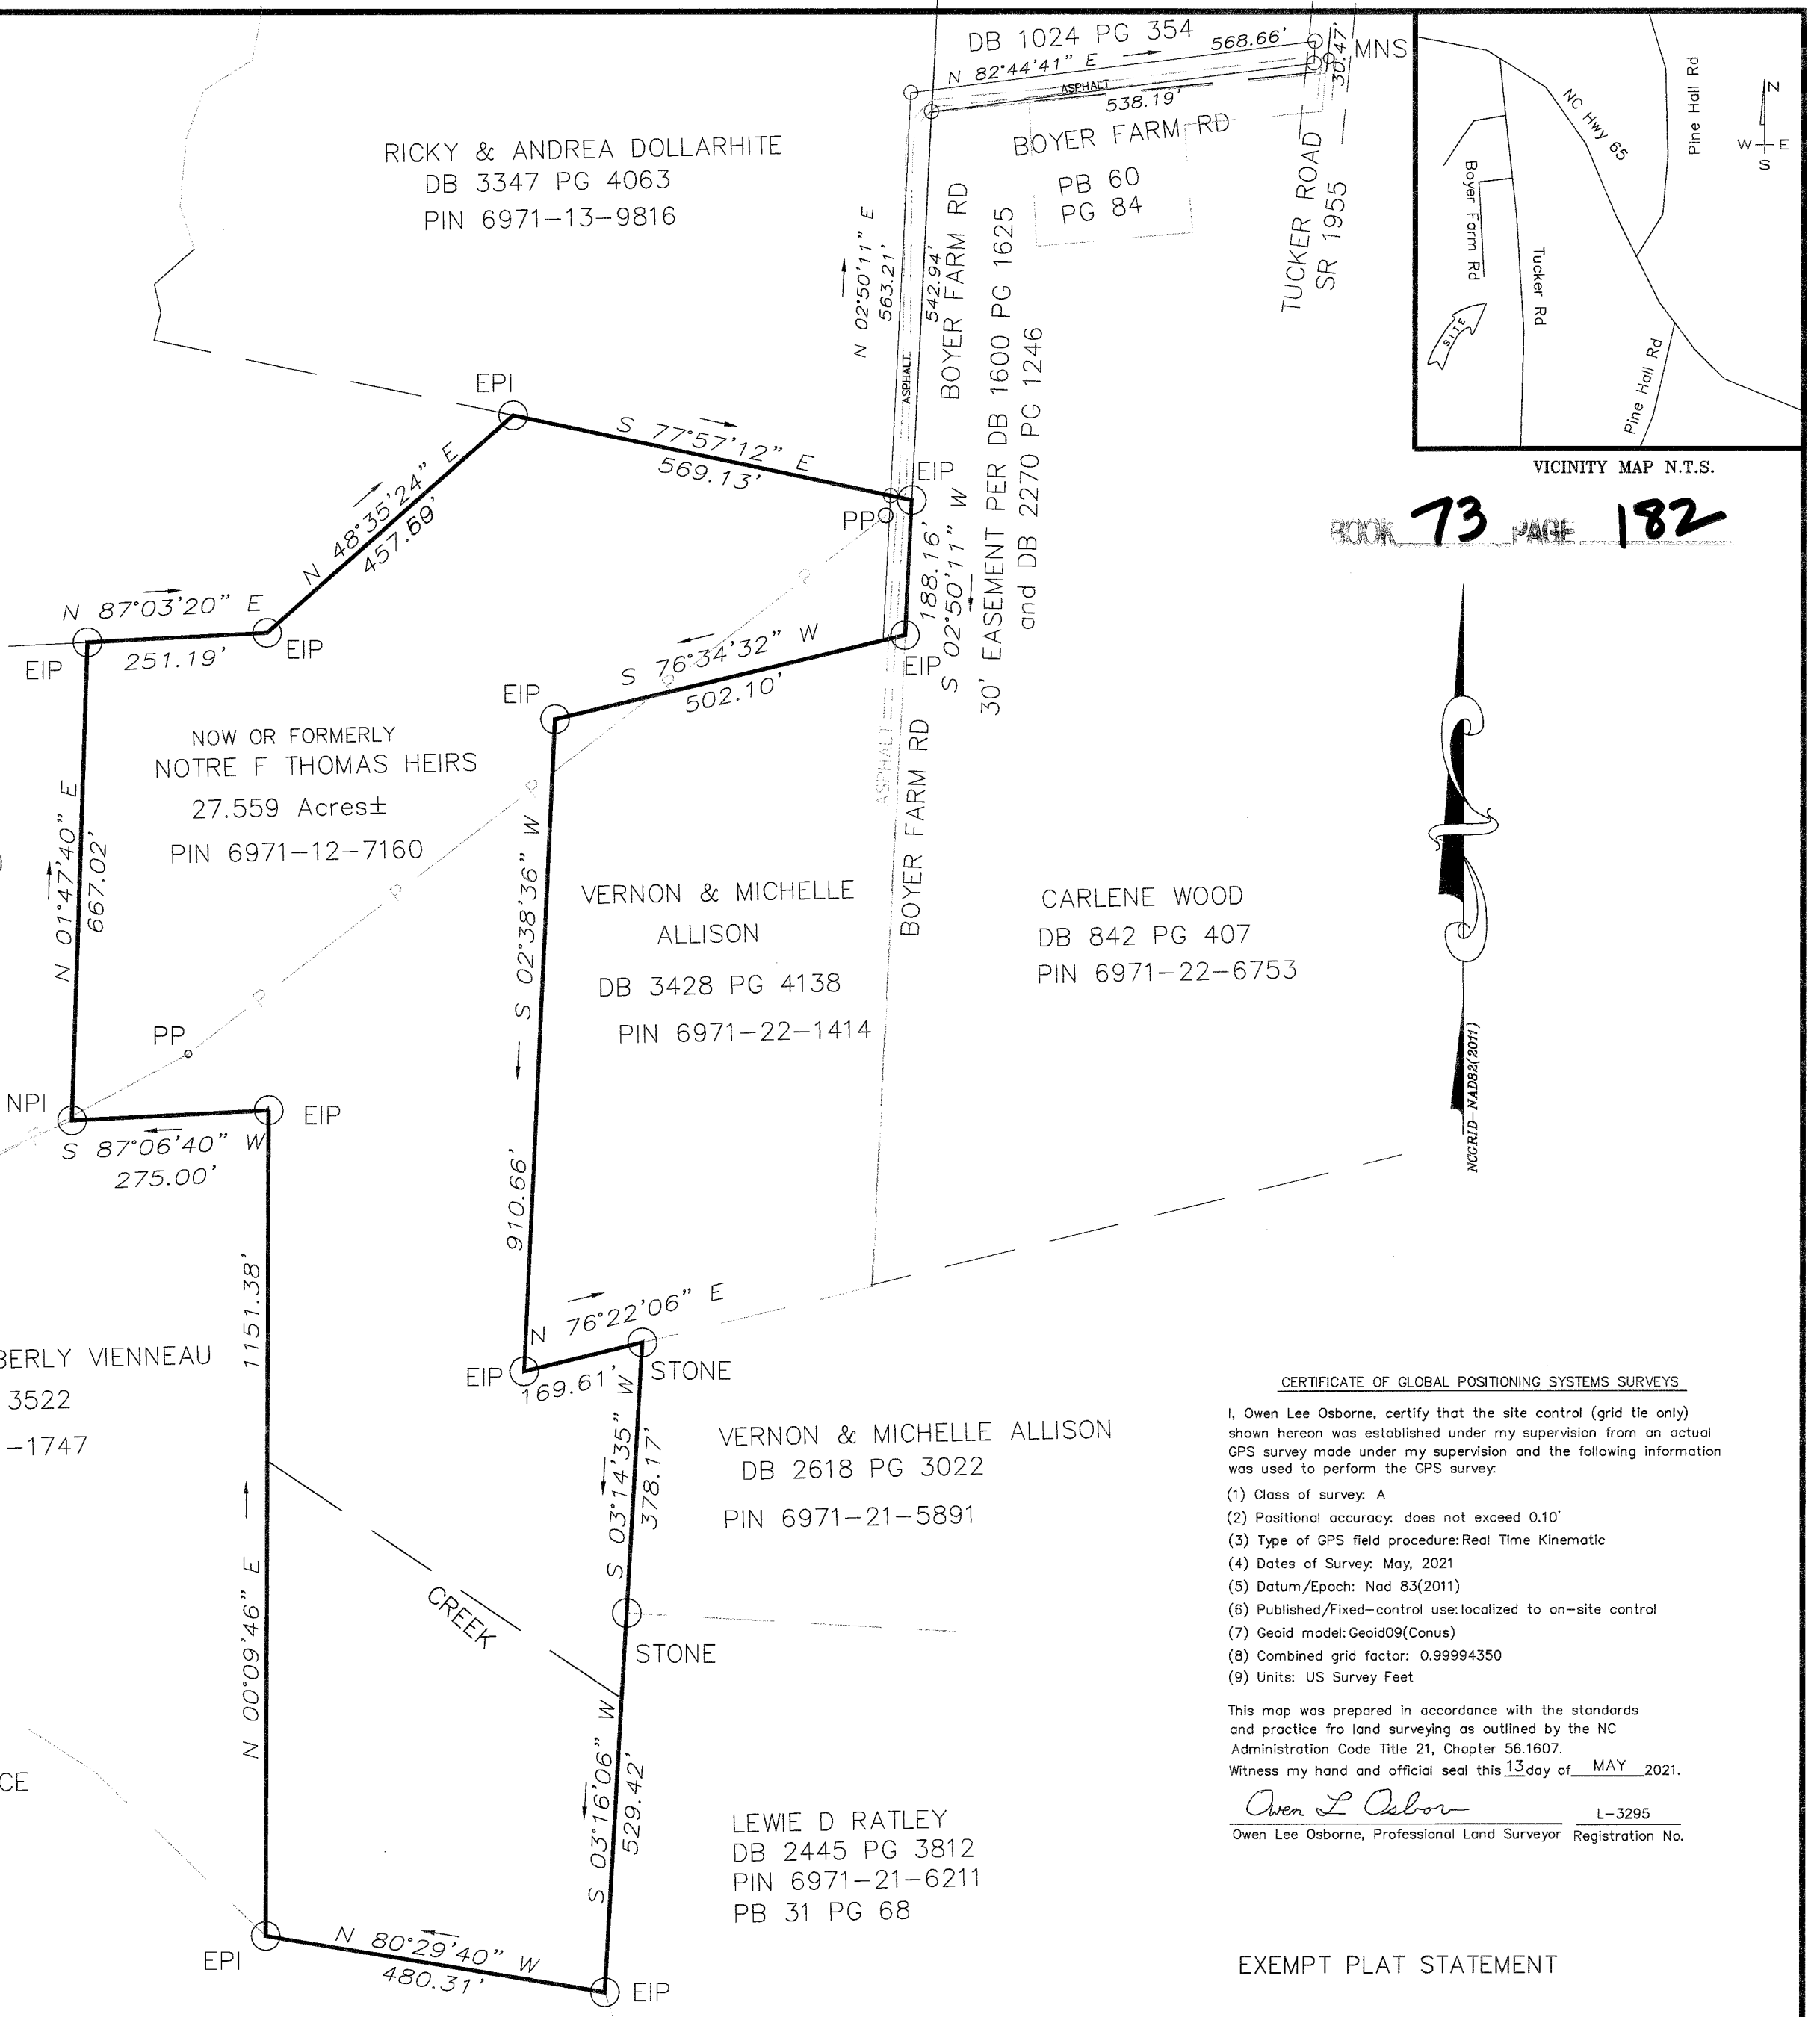 DB 1024 PG 354
N 82°44'41" E
568.66'
30.47'
MNS
ASPHALT
538.19'
BOYER FARM RD
PB 60
PG 84
TUCKER ROAD
SR 1955
RICKY & ANDREA DOLLARHITE
DB 3347 PG 4063
PIN 6971-13-9816
N 02°50'11" E
563.21'
542.94'
ASPHALT
BOYER FARM RD
30' EASEMENT PER DB 1600 PG 1625
and DB 2270 PG 1246
NC Hwy 65
Pine Hall Rd
N
W E
S
Boyer Farm Rd
Tucker Rd
SITE
Pine Hall Rd
VICINITY MAP N.T.S.
BOOK 73 PAGE 182
EPI
S 77°57'12" E
569.13'
EIP
PP
N 48°35'24" E
457.69'
188.16'
S 02°50'11" W
N 87°03'20" E
251.19'
EIP
EIP
S 76°34'32" W
502.10'
EIP
EIP
P
P
P
P
P
P
NOW OR FORMERLY
NOTRE F THOMAS HEIRS
27.559 Acres±
PIN 6971-12-7160
N 01°47'40" E
667.02'
ASPHALT
BOYER FARM RD
S 02°38'36" W
910.66'
VERNON & MICHELLE
ALLISON
DB 3428 PG 4138
PIN 6971-22-1414
CARLENE WOOD
DB 842 PG 407
PIN 6971-22-6753
NCGRID-NAD82(2011)
PP
NPI
EIP
S 87°06'40" W
275.00'
1151.38'
N 00°09'46" E
BERLY VIENNEAU
3522
-1747
N 76°22'06" E
169.61'
EIP
STONE
S 03°14'35" W
378.17'
VERNON & MICHELLE ALLISON
DB 2618 PG 3022
PIN 6971-21-5891
CREEK
STONE
S 03°16'06" W
529.42'
CE
LEWIE D RATLEY
DB 2445 PG 3812
PIN 6971-21-6211
PB 31 PG 68
EPI
N 80°29'40" W
480.31'
EIP
CERTIFICATE OF GLOBAL POSITIONING SYSTEMS SURVEYS
I, Owen Lee Osborne, certify that the site control (grid tie only)
shown hereon was established under my supervision from an actual
GPS survey made under my supervision and the following information
was used to perform the GPS survey:
(1) Class of survey: A
(2) Positional accuracy: does not exceed 0.10'
(3) Type of GPS field procedure: Real Time Kinematic
(4) Dates of Survey: May, 2021
(5) Datum/Epoch: Nad 83(2011)
(6) Published/Fixed-control use: localized to on-site control
(7) Geoid model: Geoid09(Conus)
(8) Combined grid factor: 0.99994350
(9) Units: US Survey Feet
This map was prepared in accordance with the standards
and practice fro land surveying as outlined by the NC
Administration Code Title 21, Chapter 56.1607.
Witness my hand and official seal this 13 day of MAY 2021.
Owen L Osborn
L-3295
Owen Lee Osborne, Professional Land Surveyor Registration No.
EXEMPT PLAT STATEMENT